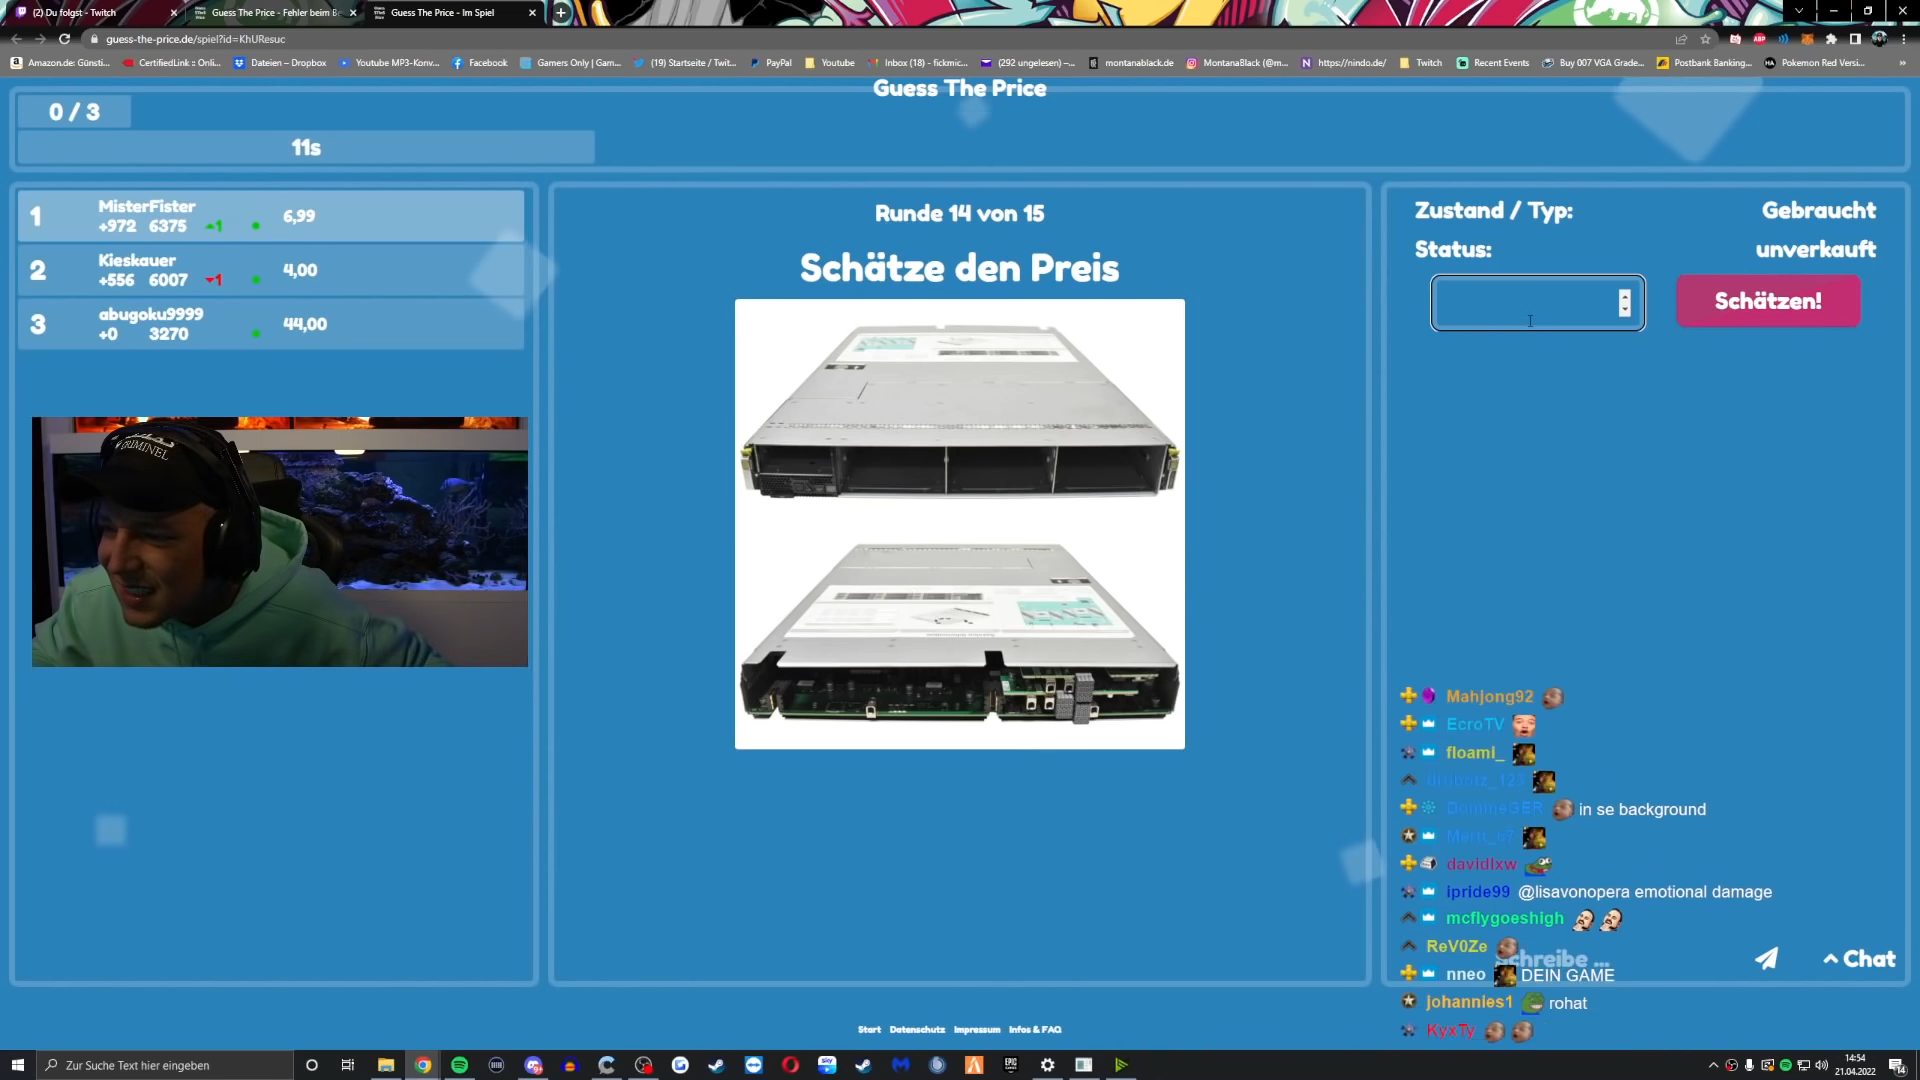 (2) Du folgst - Twitch
Guess The Price - Fehler beim Be
Guess The Price - Im Spiel
guess-the-price.de/spiel?id=KhUResuc
Amazon.de: Günsti...
CertifiedLink :: Onli...
Dateien – Dropbox
Youtube MP3-Konv...
Facebook
Gamers Only | Gam...
(19) Startseite / Twit...
PayPal
Youtube
Inbox (18) - fickmic...
(292 ungelesen) –...
montanablack.de
MontanaBlack (@m...
https://nindo.de/
Twitch
Recent Events
Buy 007 VGA Grade...
Postbank Banking...
Pokemon Red Versi...
Guess The Price
0 / 3
11s
1
MisterFister
+972 6375 1
6,99
2
Kieskauer
+556 6007 1
4,00
3
abugoku9999
+0 3270
44,00
CRIMINEL
Runde 14 von 15
Schätze den Preis
Zustand / Typ:
Gebraucht
Status:
unverkauft
Schätzen!
Mahjong92
EcroTV
floaml_
DommeGER in se background
davidlxw
ipride99 @lisavonopera emotional damage
mcflygoeshigh
ReV0Ze
Schreibe ...
Chat
nneo DEIN GAME
johannies1 rohat
KyxTy
Start
Datenschutz
Impressum
Infos & FAQ
Zur Suche Text hier eingeben
14:54
21.04.2022